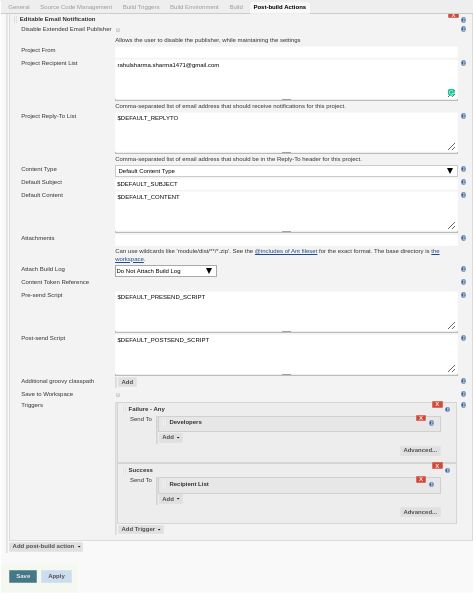 General Source Code Management Build Triggers Build Environment Build Post-build Actions
Editable Email Notification
Disable Extended Email Publisher
Allows the user to disable the publisher, while maintaining the settings
Project From
Project Recipient List
rahulsharma.sharma1471@gmail.com
Comma-separated list of email address that should receive notifications for this project.
Project Reply-To List
$DEFAULT_REPLYTO
Comma-separated list of email address that should be in the Reply-To header for this project.
Content Type
Default Content Type
Default Subject
$DEFAULT_SUBJECT
Default Content
$DEFAULT_CONTENT
Attachments
Can use wildcards like 'module/dist/**/*.zip'. See the @includes of Ant fileset for the exact format. The base directory is the
workspace.
Attach Build Log
Do Not Attach Build Log
Content Token Reference
Pre-send Script
$DEFAULT_PRESEND_SCRIPT
Post-send Script
$DEFAULT_POSTSEND_SCRIPT
Additional groovy classpath
Add
Save to Workspace
Triggers
X
Failure - Any
Send To
X
Developers
Add
Advanced...
X
Success
Send To
X
Recipient List
Add
Advanced...
Add Trigger
Add post-build action
Save Apply